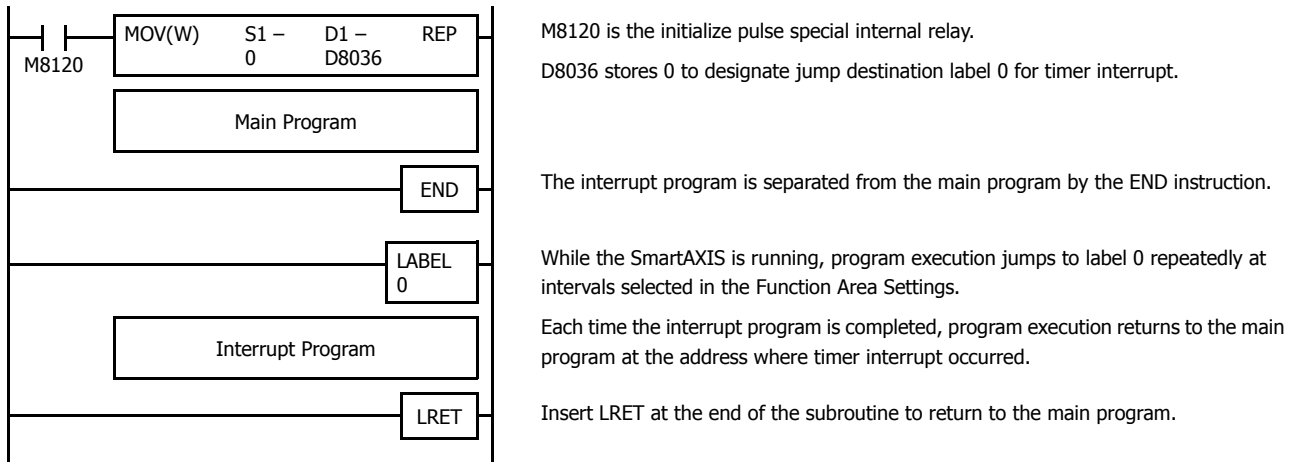 MOV(W) S1 – D1 – REP
0 D8036
M8120
M8120 is the initialize pulse special internal relay.
D8036 stores 0 to designate jump destination label 0 for timer interrupt.
Main Program
END
The interrupt program is separated from the main program by the END instruction.
LABEL
0
While the SmartAXIS is running, program execution jumps to label 0 repeatedly at
intervals selected in the Function Area Settings.
Interrupt Program
Each time the interrupt program is completed, program execution returns to the main
program at the address where timer interrupt occurred.
LRET
Insert LRET at the end of the subroutine to return to the main program.